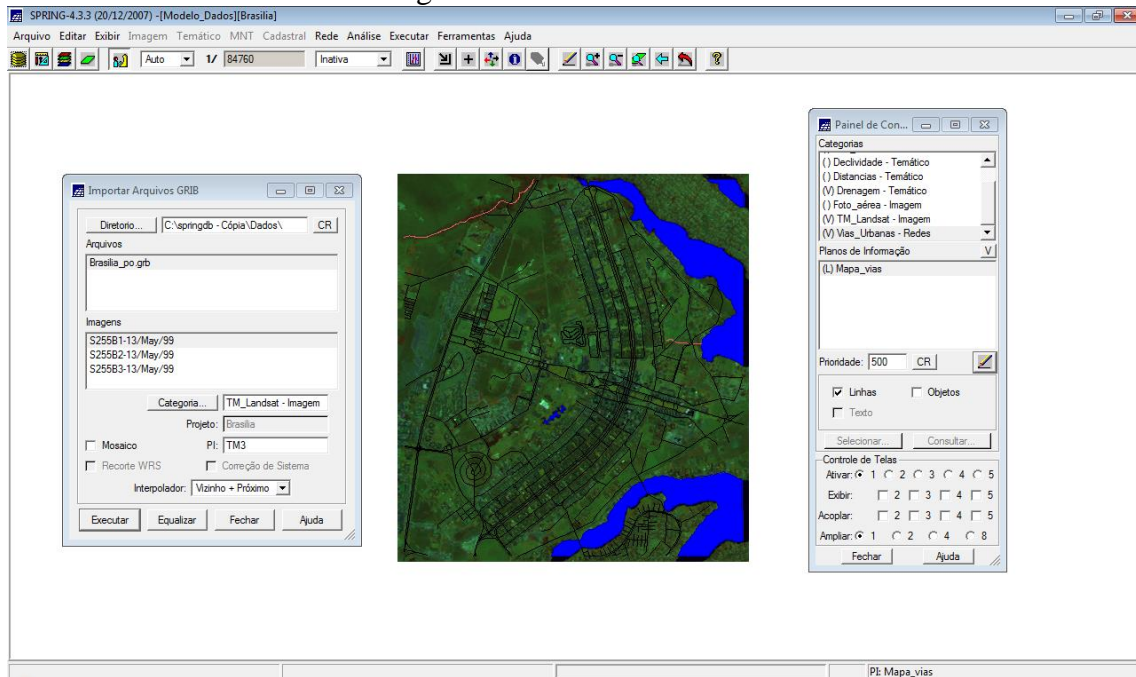 SPRING-4.3.3 (20/12/2007) -[Modelo_Dados][Brasilia]
Arquivo Editar Exibir Imagem Temático MNT Cadastral Rede Análise Executar Ferramentas Ajuda
Auto 1/ 84760 Inativa
Importar Arquivos GRIB
Diretorio... C:\springdb - Cópia\Dados\ CR
Arquivos
Brasilia_po.grb
Imagens
S255B1-13/May/99
S255B2-13/May/99
S255B3-13/May/99
Categoria... TM_Landsat - Imagem
Projeto: Brasilia
Mosaico PI: TM3
Recorte WRS Correção de Sistema
Interpolador: Vizinho + Próximo
Executar Equalizar Fechar Ajuda
Painel de Con...
Categorias
( ) Declividade - Temático
( ) Distancias - Temático
(V) Drenagem - Temático
( ) Foto_aérea - Imagem
(V) TM_Landsat - Imagem
(V) Vias_Urbanas - Redes
Planos de Informação V
(L) Mapa_vias
Prioridade: 500 CR
Linhas Objetos
Texto
Selecionar... Consultar...
Controle de Telas
Ativar: 1 2 3 4 5
Exibir: 2 3 4 5
Acoplar: 2 3 4 5
Ampliar: 1 2 4 8
Fechar Ajuda
PI: Mapa_vias